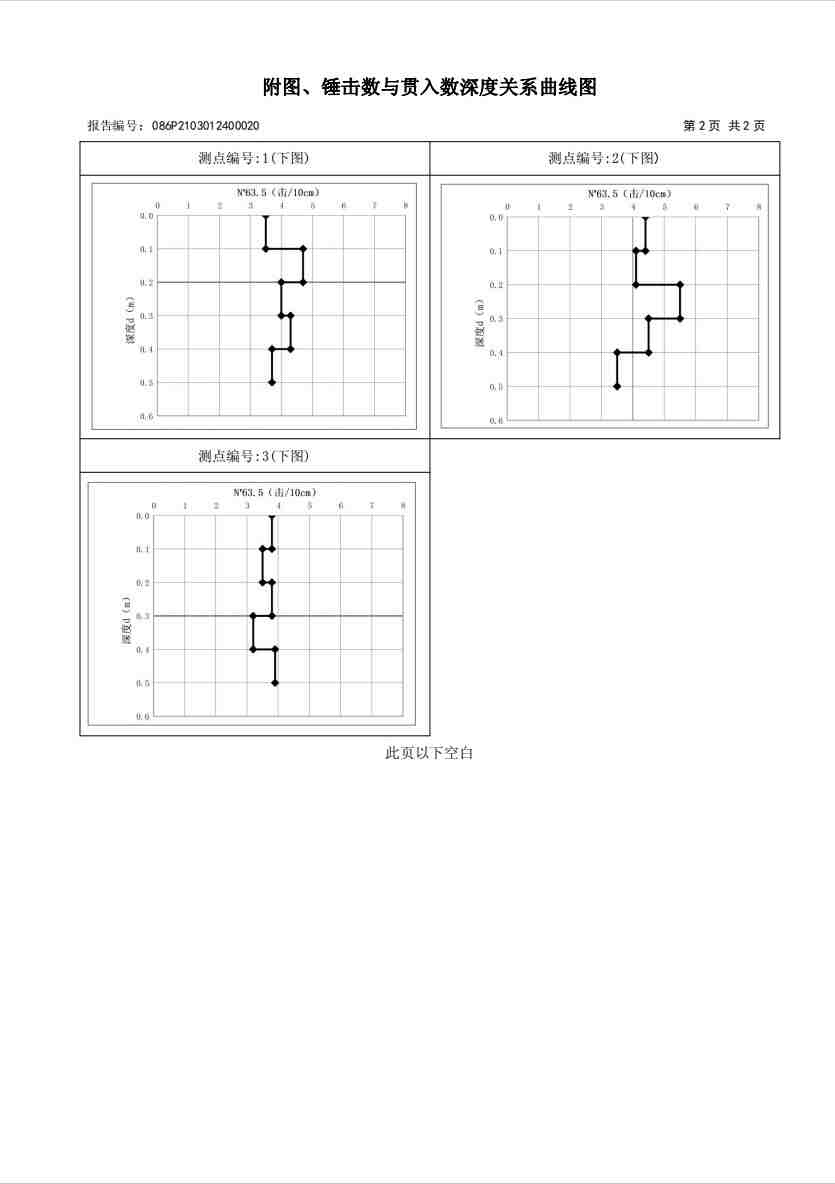 附图、锤击数与贯入数深度关系曲线图
报告编号：086P2103012400020 第 2 页 共 2 页
测点编号:1(下图) 测点编号:2(下图)
N'63.5（击/10cm）
0 1 2 3 4 5 6 7 8
0.0
0.1
0.2
0.3
0.4
0.5
0.6
深度d（m）
N'63.5（击/10cm）
0 1 2 3 4 5 6 7 8
0.0
0.1
0.2
0.3
0.4
0.5
0.6
深度d（m）
测点编号:3(下图)
N'63.5（击/10cm）
0 1 2 3 4 5 6 7 8
0.0
0.1
0.2
0.3
0.4
0.5
0.6
深度d（m）
此页以下空白